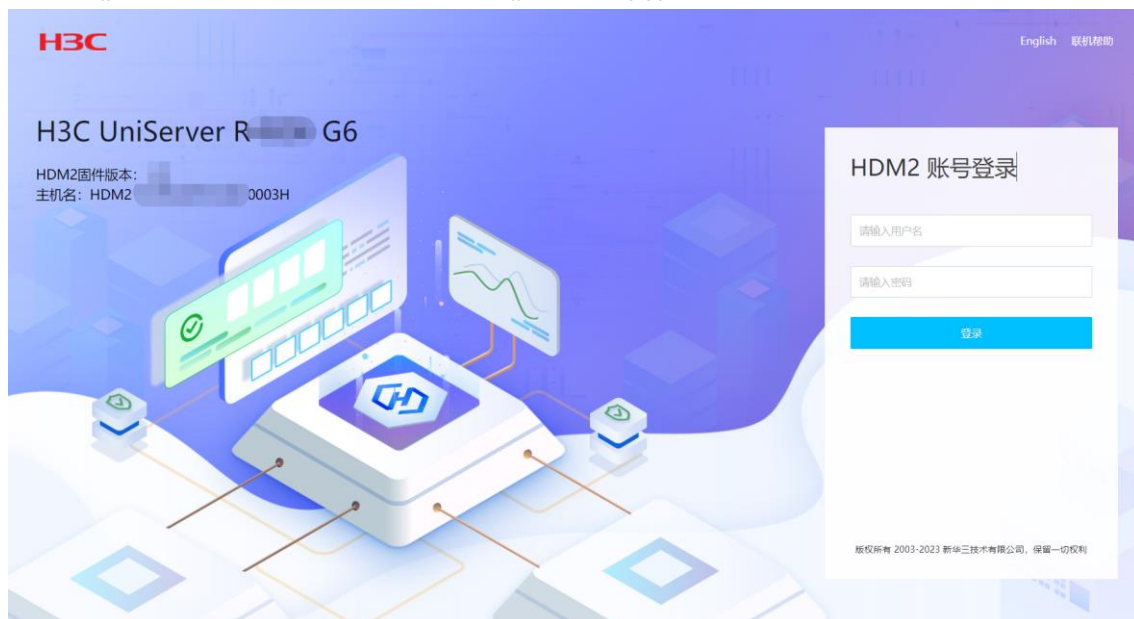 H3C
English 联机帮助
H3C UniServer R G6
HDM2固件版本：
主机名：HDM2 0003H
HDM2 账号登录
请输入用户名
请输入密码
登录
版权所有 2003-2023 新华三技术有限公司，保留一切权利